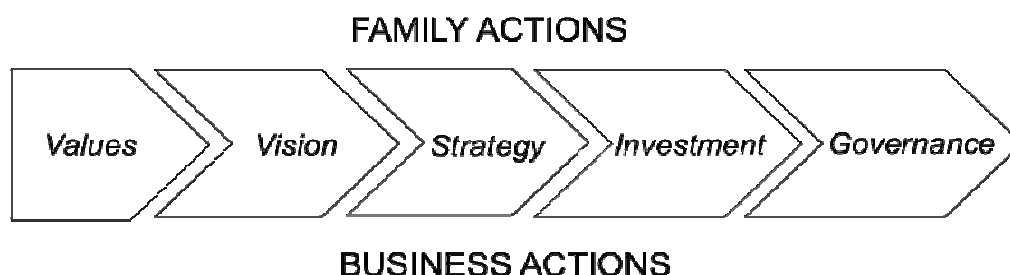 FAMILY ACTIONS
Values Vision Strategy Investment Governance
BUSINESS ACTIONS